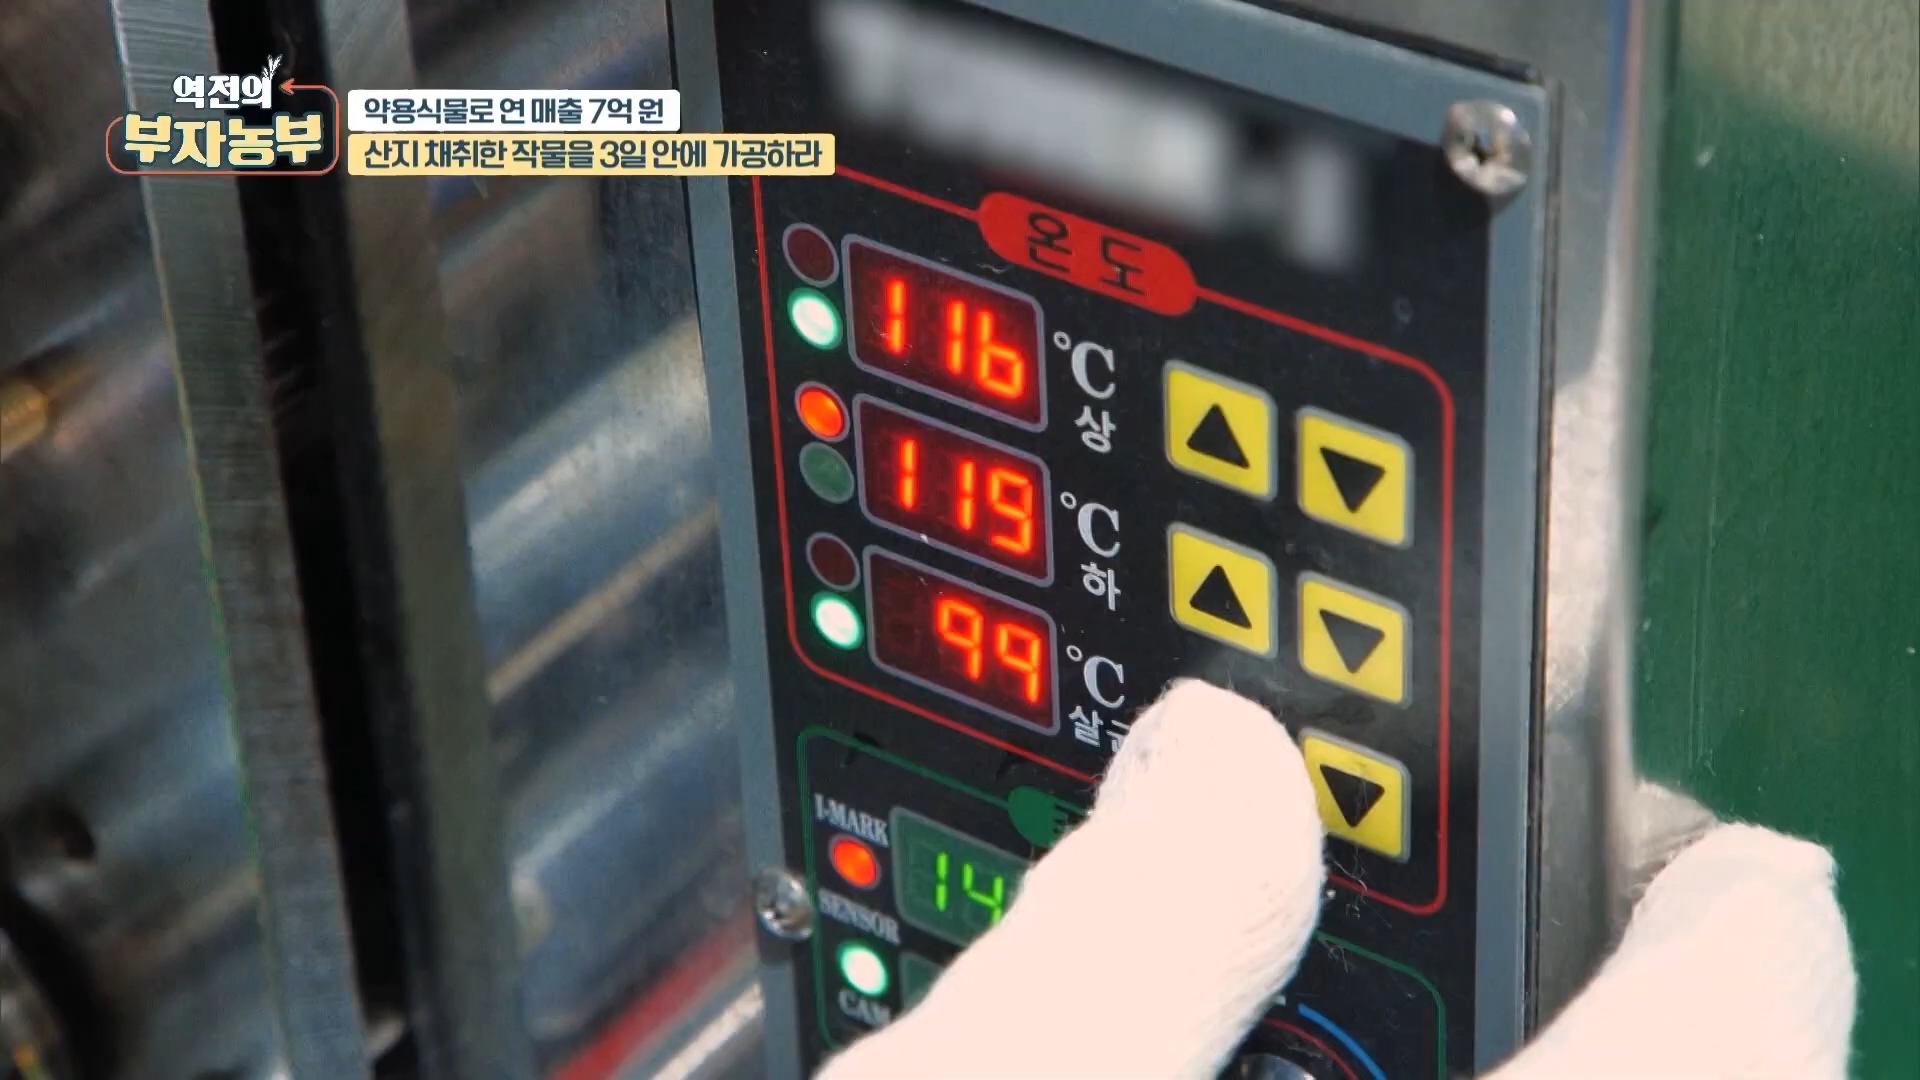 역전의
부자농부
약용식물로 연 매출 7억 원
산지 채취한 작물을 3일 안에 가공하라
온도
116 ℃ 상
119 ℃ 하
99 ℃ 살
I-MARK
14
SENSOR
CAM